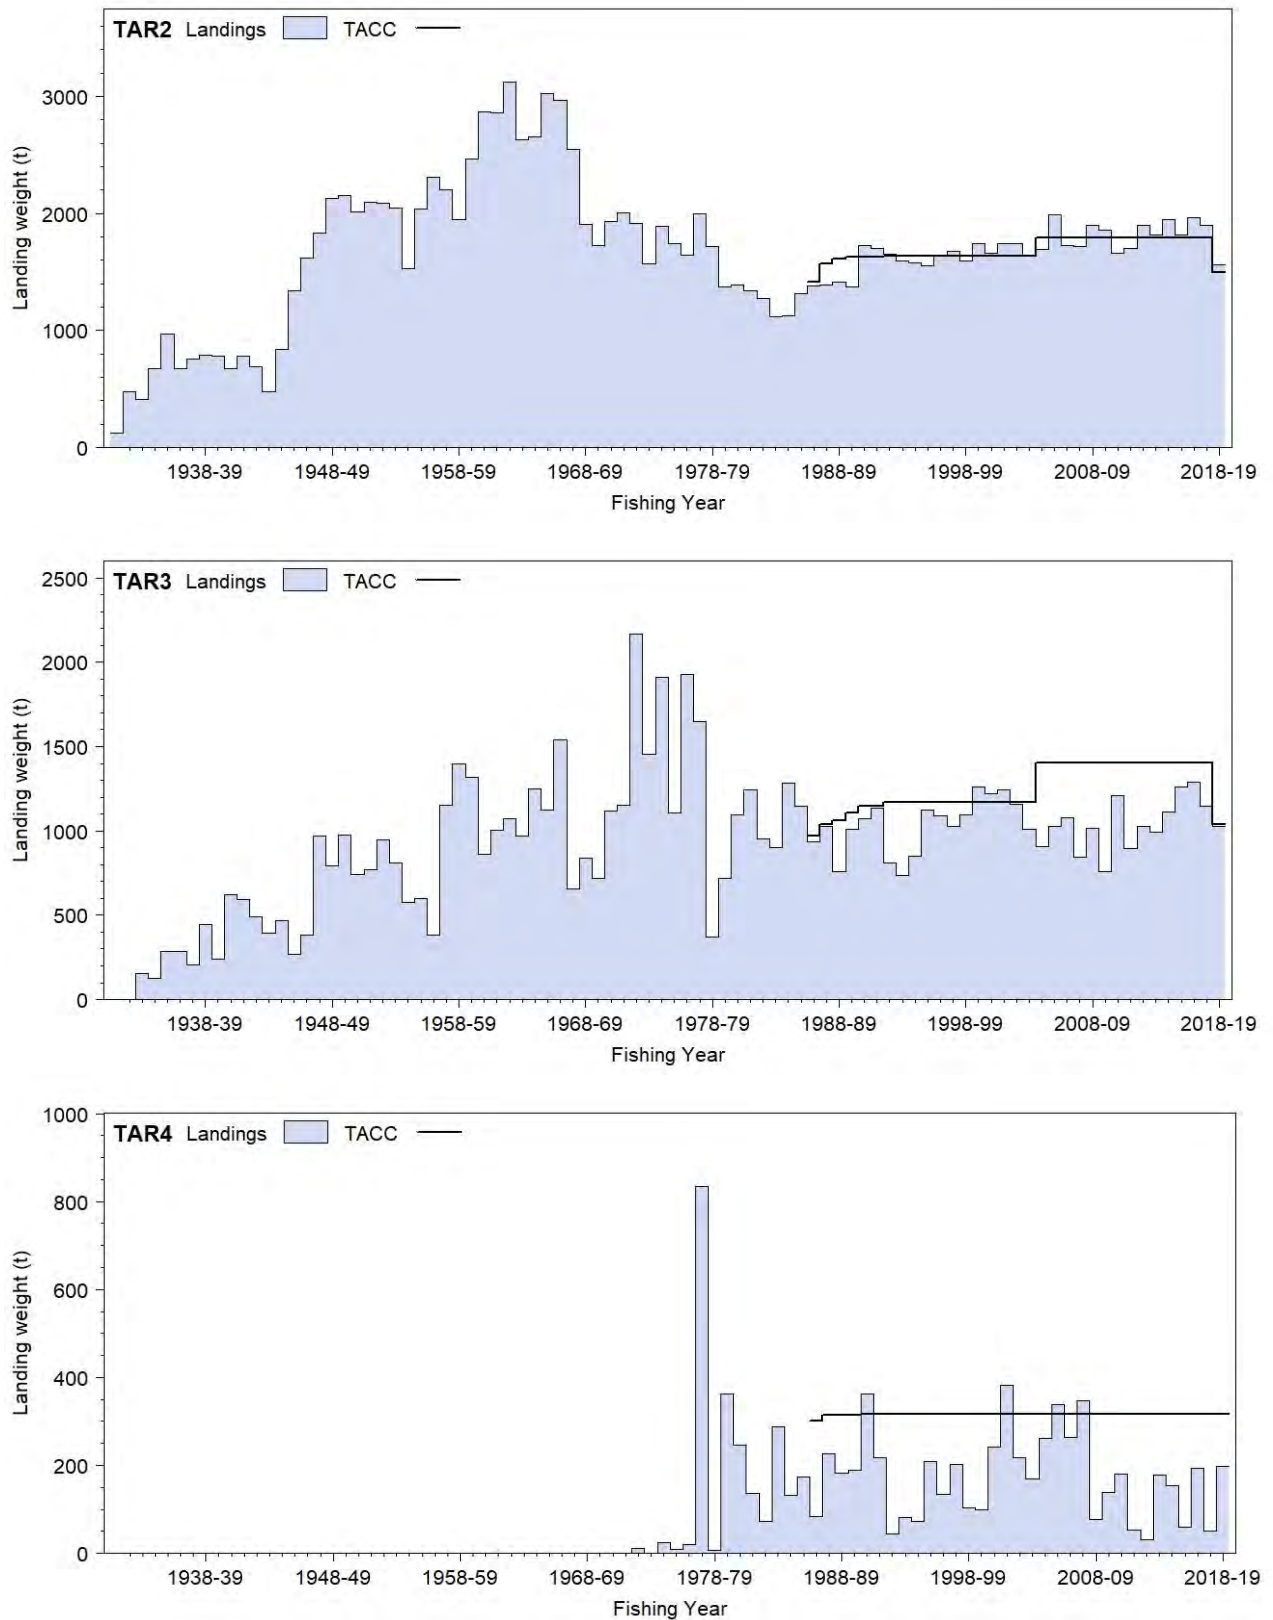 TAR2 Landings TACC
3000
2000
1000
0
Landing weight (t)
1938-39 1948-49 1958-59 1968-69 1978-79 1988-89 1998-99 2008-09 2018-19
Fishing Year
TAR3 Landings TACC
2500
2000
1500
1000
500
0
Landing weight (t)
1938-39 1948-49 1958-59 1968-69 1978-79 1988-89 1998-99 2008-09 2018-19
Fishing Year
TAR4 Landings TACC
1000
800
600
400
200
0
Landing weight (t)
1938-39 1948-49 1958-59 1968-69 1978-79 1988-89 1998-99 2008-09 2018-19
Fishing Year